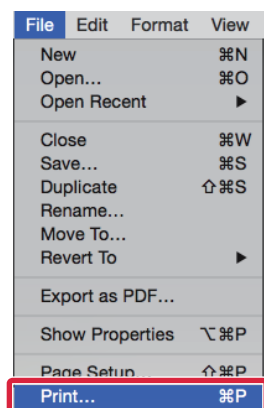 File Edit Format View
New ⌘N
Open... ⌘O
Open Recent ▶
Close ⌘W
Save... ⌘S
Duplicate ⇧⌘S
Rename...
Move To...
Revert To ▶
Export as PDF...
Show Properties ⌥⌘P
Page Setup... ⇧⌘P
Print... ⌘P